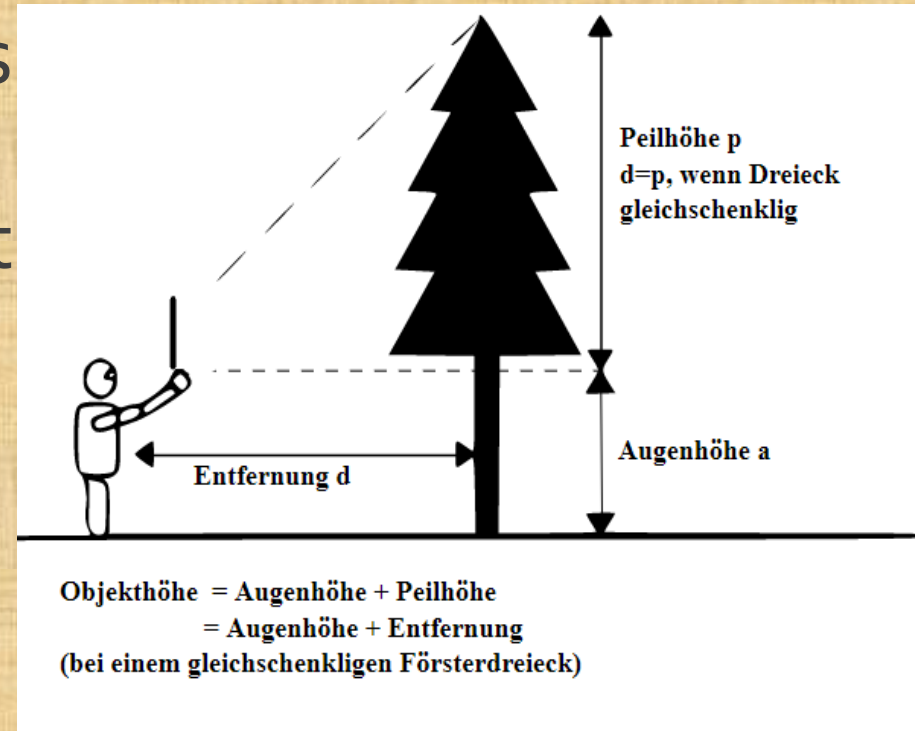 s
t
Peilhöhe p
d=p, wenn Dreieck
gleichschenklig
Augenhöhe a
Entfernung d
Objekthöhe = Augenhöhe + Peilhöhe
= Augenhöhe + Entfernung
(bei einem gleichschenkligen Försterdreieck)